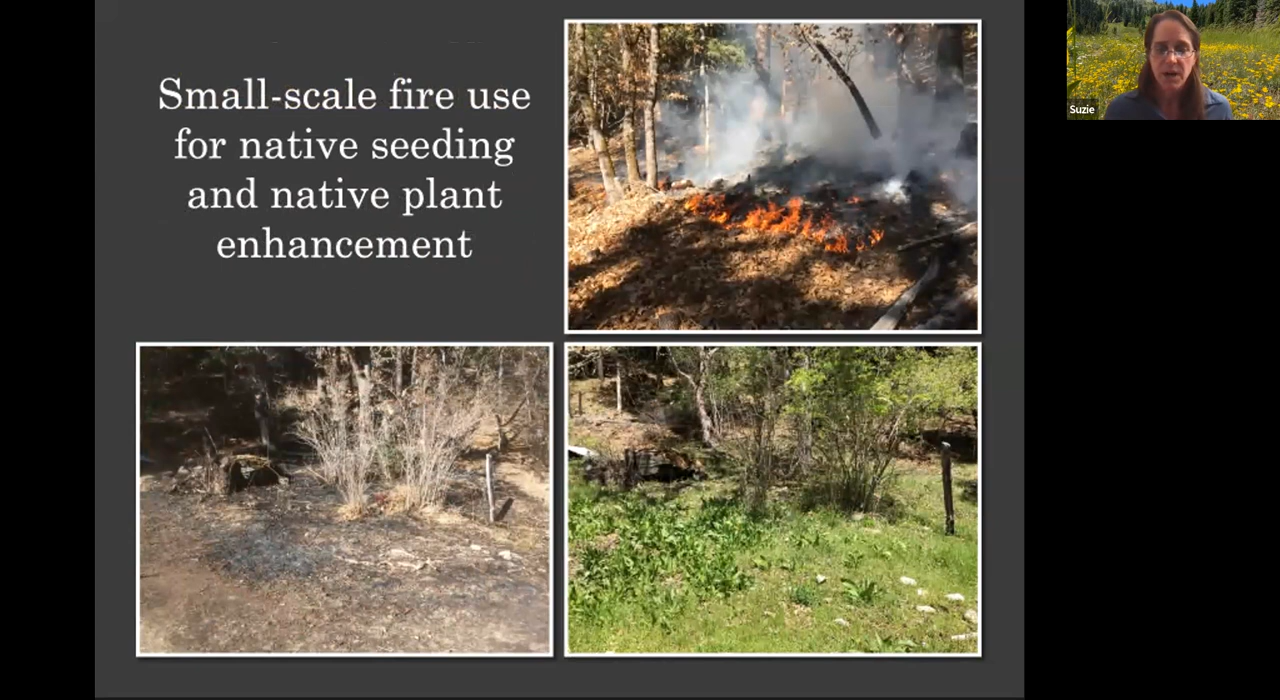 Small-scale fire use
for native seeding
and native plant
enhancement
Suzie